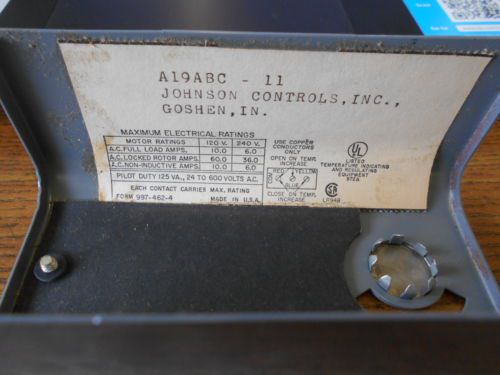 A19ABC - 11
JOHNSON CONTROLS, INC.,
GOSHEN, IN.
MAXIMUM ELECTRICAL RATINGS
MOTOR RATINGS 120 V. 240 V.
A.C. FULL LOAD AMPS. 10.0 6.0
A.C. LOCKED ROTOR AMPS. 60.0 36.0
A.C. NON-INDUCTIVE AMPS. 10.0 6.0
PILOT DUTY 125 VA., 24 TO 600 VOLTS A.C.
EACH CONTACT CARRIES MAX. RATING
FORM 997-462-4 MADE IN U.S.A.
USE COPPER
CONDUCTORS
ONLY
OPEN ON TEMP.
INCREASE
RED YELLOW
COM
BLUE
CLOSE ON TEMP.
INCREASE
UL
LISTED
TEMPERATURE INDICATING
AND REGULATING
EQUIPMENT
972A
SA
LR948